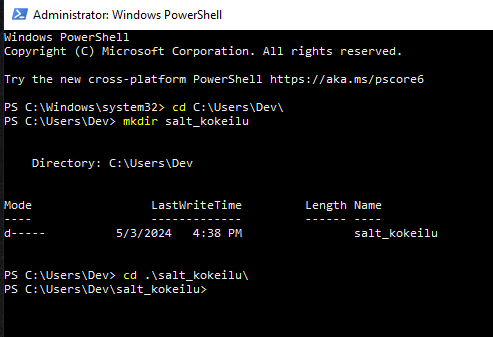 Administrator: Windows PowerShell
Windows PowerShell
Copyright (C) Microsoft Corporation. All rights reserved.
Try the new cross-platform PowerShell https://aka.ms/pscore6
PS C:\Windows\system32> cd C:\Users\Dev\
PS C:\Users\Dev> mkdir salt_kokeilu
    Directory: C:\Users\Dev
Mode                 LastWriteTime         Length Name
----                 -------------         ------ ----
d-----          5/3/2024   4:38 PM                salt_kokeilu
PS C:\Users\Dev> cd .\salt_kokeilu\
PS C:\Users\Dev\salt_kokeilu>